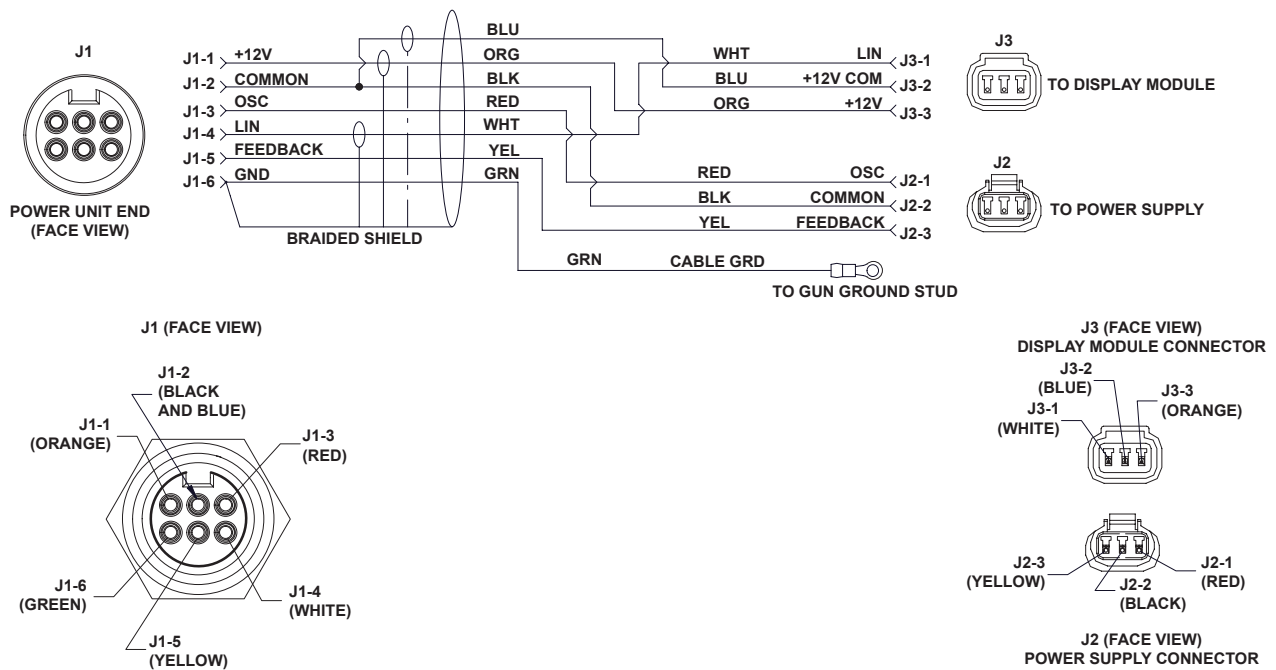 J1
BLU
J1-1 +12V ORG WHT LIN J3-1
J1-2 COMMON BLK BLU +12V COM J3-2
J1-3 OSC RED ORG +12V J3-3
J1-4 LIN WHT
J1-5 FEEDBACK YEL
J1-6 GND GRN
J3
TO DISPLAY MODULE
POWER UNIT END
(FACE VIEW)
BRAIDED SHIELD
RED OSC J2-1
BLK COMMON J2-2
YEL FEEDBACK J2-3
J2
TO POWER SUPPLY
GRN CABLE GRD
TO GUN GROUND STUD
J1 (FACE VIEW)
J1-2
(BLACK
AND BLUE)
J1-1
(ORANGE)
J1-3
(RED)
J1-6
(GREEN)
J1-4
(WHITE)
J1-5
(YELLOW)
J3 (FACE VIEW)
DISPLAY MODULE CONNECTOR
J3-2
(BLUE)
J3-3
(ORANGE)
J3-1
(WHITE)
J2-3
(YELLOW)
J2-1
(RED)
J2-2
(BLACK)
J2 (FACE VIEW)
POWER SUPPLY CONNECTOR